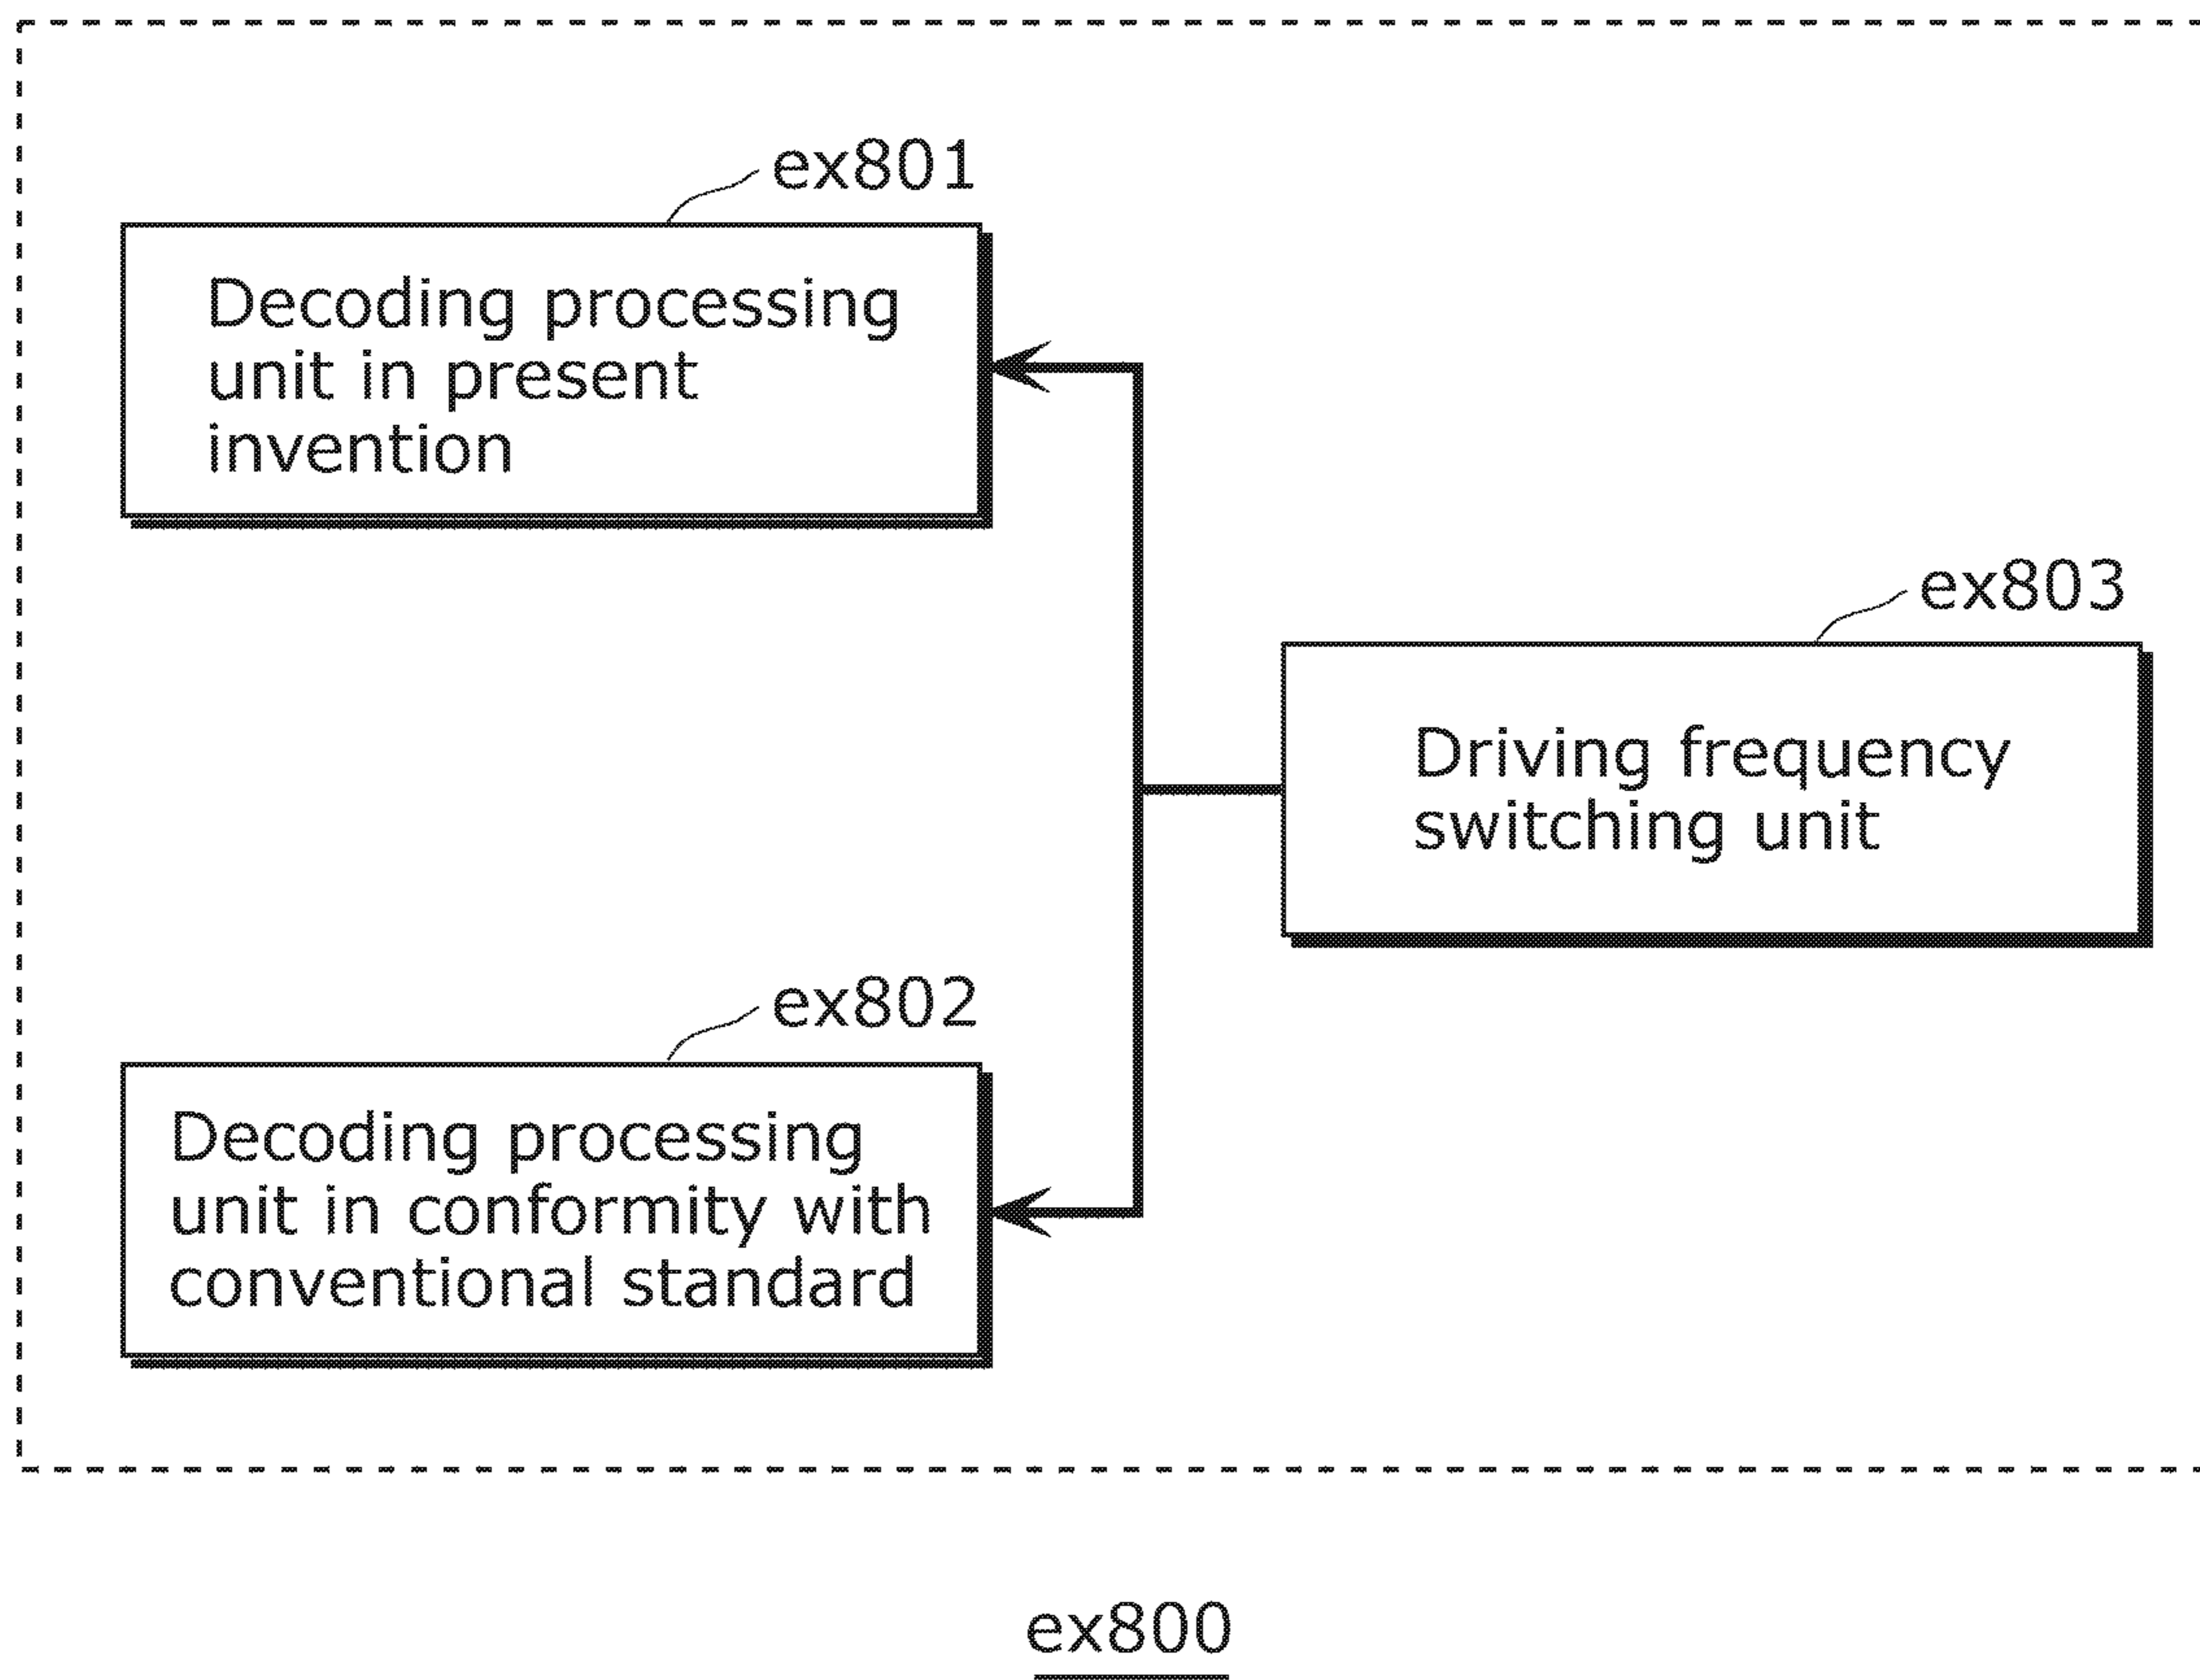 ex801
Decoding processing
unit in present
invention
ex803
Driving frequency
switching unit
ex802
Decoding processing
unit in conformity with
conventional standard
ex800